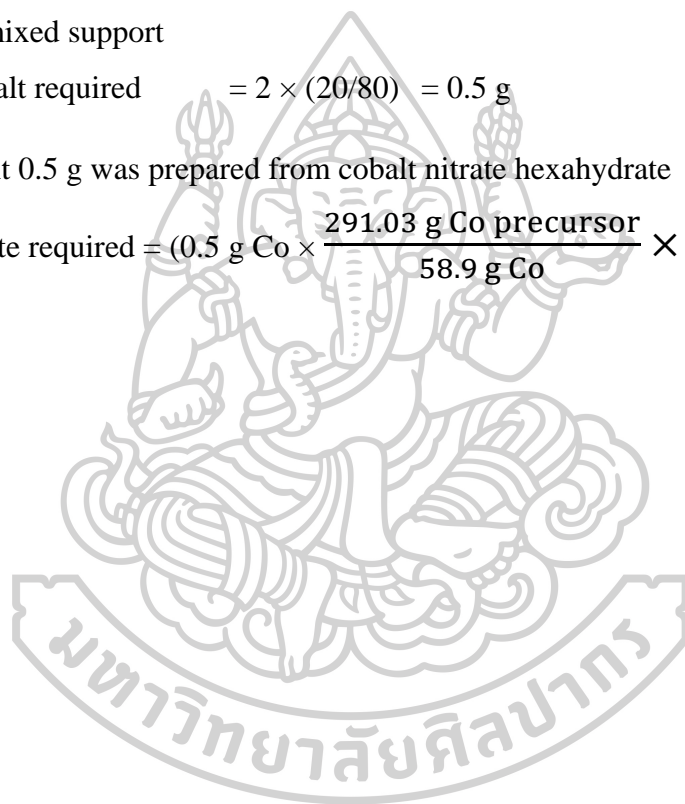 nixed support
alt required = 2 × (20/80) = 0.5 g
t 0.5 g was prepared from cobalt nitrate hexahydrate
te required = (0.5 g Co × 291.03 g Co precursor / 58.9 g Co ×
มหาวิทยาลัยศิลปากร